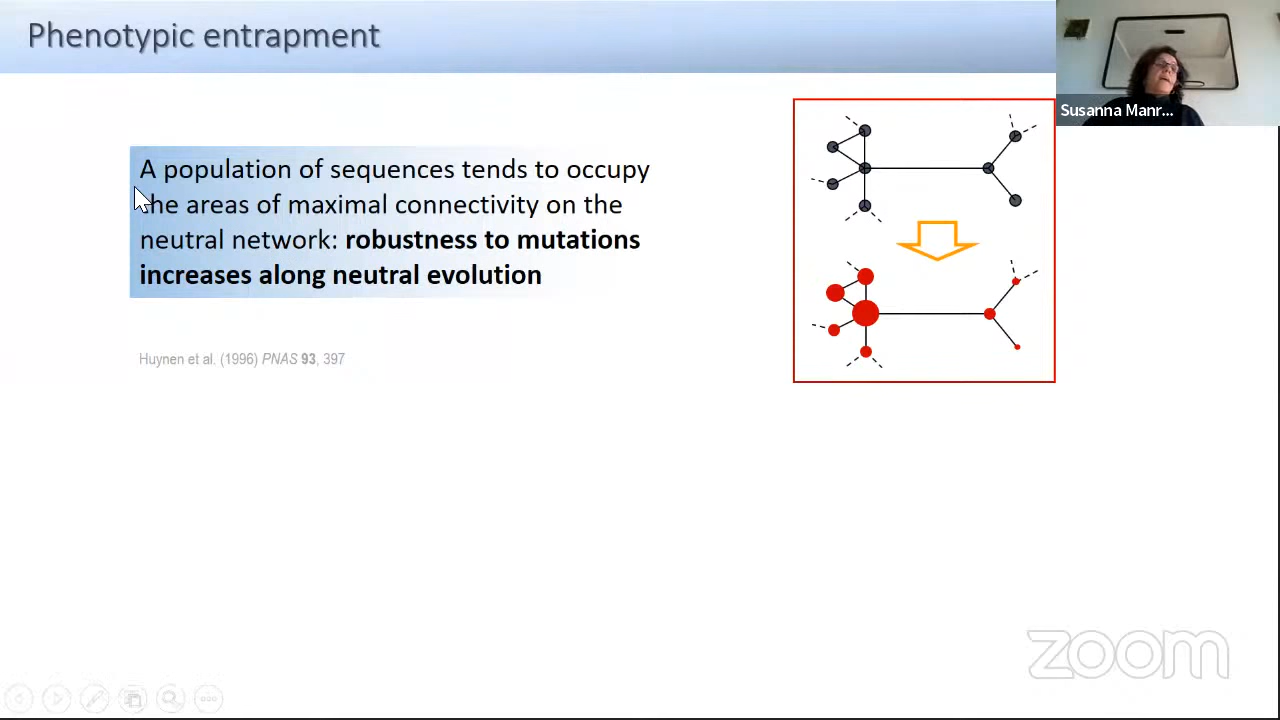 Phenotypic entrapment
Susanna Manr...
A population of sequences tends to occupy
the areas of maximal connectivity on the
neutral network: robustness to mutations
increases along neutral evolution
Huynen et al. (1996) PNAS 93, 397
zoom